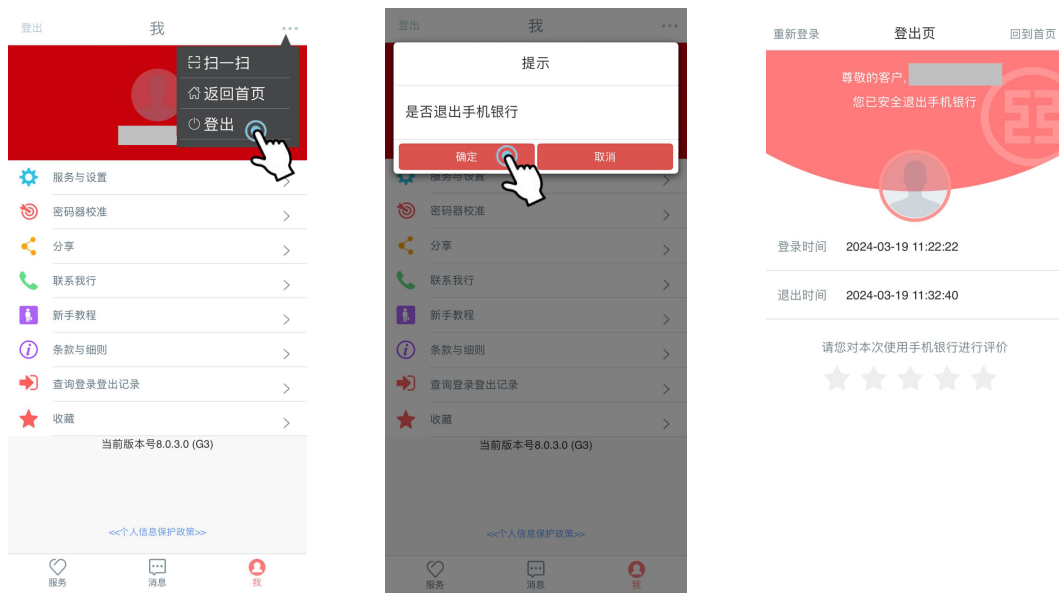 登出
我
扫一扫
返回首页
登出
服务与设置
密码器校准
分享
联系我行
新手教程
条款与细则
查询登录登出记录
收藏
当前版本号8.0.3.0 (G3)
<<个人信息保护政策>>
服务
消息
我
登出
我
提示
是否退出手机银行
确定
取消
服务与设置
密码器校准
分享
联系我行
新手教程
条款与细则
查询登录登出记录
收藏
当前版本号8.0.3.0 (G3)
<<个人信息保护政策>>
服务
消息
我
重新登录
登出页
回到首页
尊敬的客户,
您已安全退出手机银行
登录时间 2024-03-19 11:22:22
退出时间 2024-03-19 11:32:40
请您对本次使用手机银行进行评价